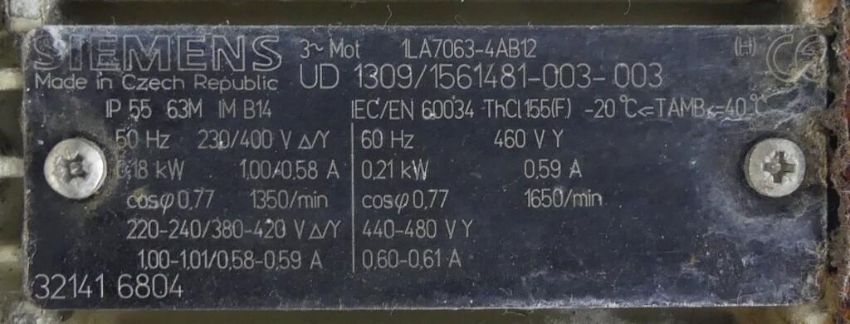 SIEMENS 3~ Mot 1LA7063-4AB12 (H) CE
Made in Czech Republic UD 1309/1561481-003-003
IP 55 63M IM B14 IEC/EN 60034 ThCl.155(F) -20°C<=TAMB<=40°C
50 Hz 230/400 V Δ/Y 60 Hz 460 V Y
0,18 kW 1.00/0.58 A 0,21 kW 0.59 A
cosφ 0,77 1350/min cosφ 0,77 1650/min
220-240/380-420 V Δ/Y 440-480 V Y
1.00-1.01/0.58-0.59 A 0.60-0.61 A
32141 6804